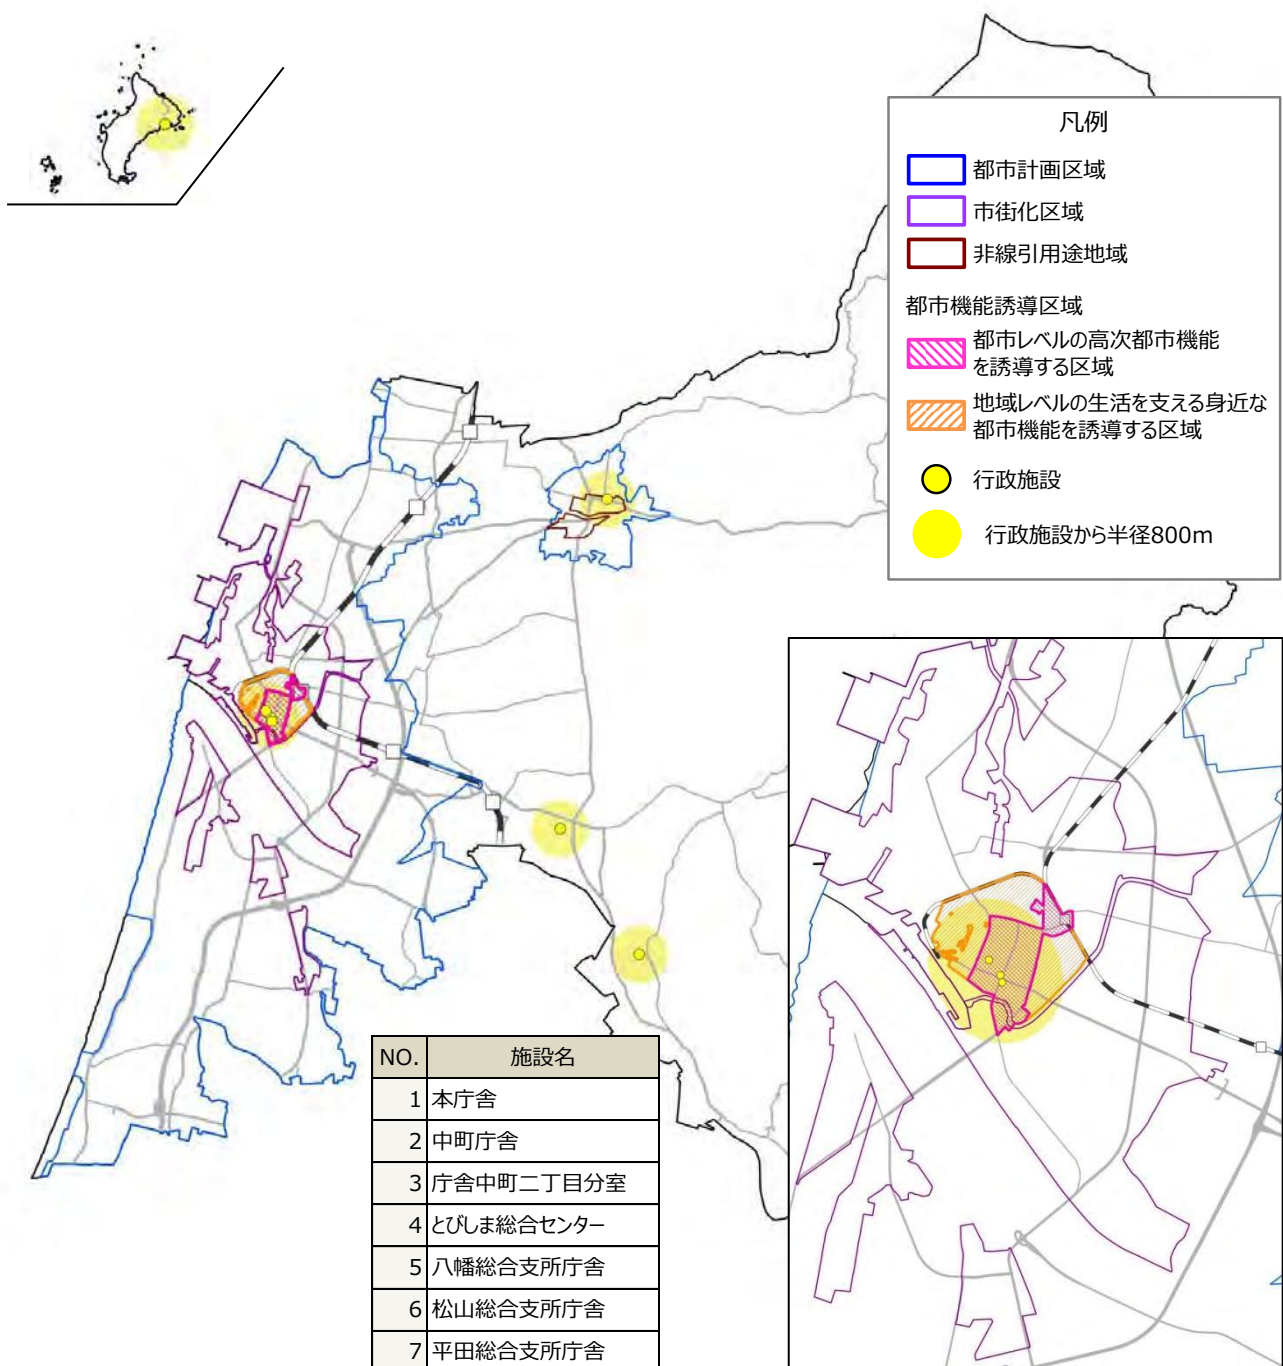 凡例
都市計画区域
市街化区域
非線引用途地域
都市機能誘導区域
都市レベルの高次都市機能
を誘導する区域
地域レベルの生活を支える身近な
都市機能を誘導する区域
行政施設
行政施設から半径800m
NO. 施設名
1 本庁舎
2 中町庁舎
3 庁舎中町二丁目分室
4 とびしま総合センター
5 八幡総合支所庁舎
6 松山総合支所庁舎
7 平田総合支所庁舎